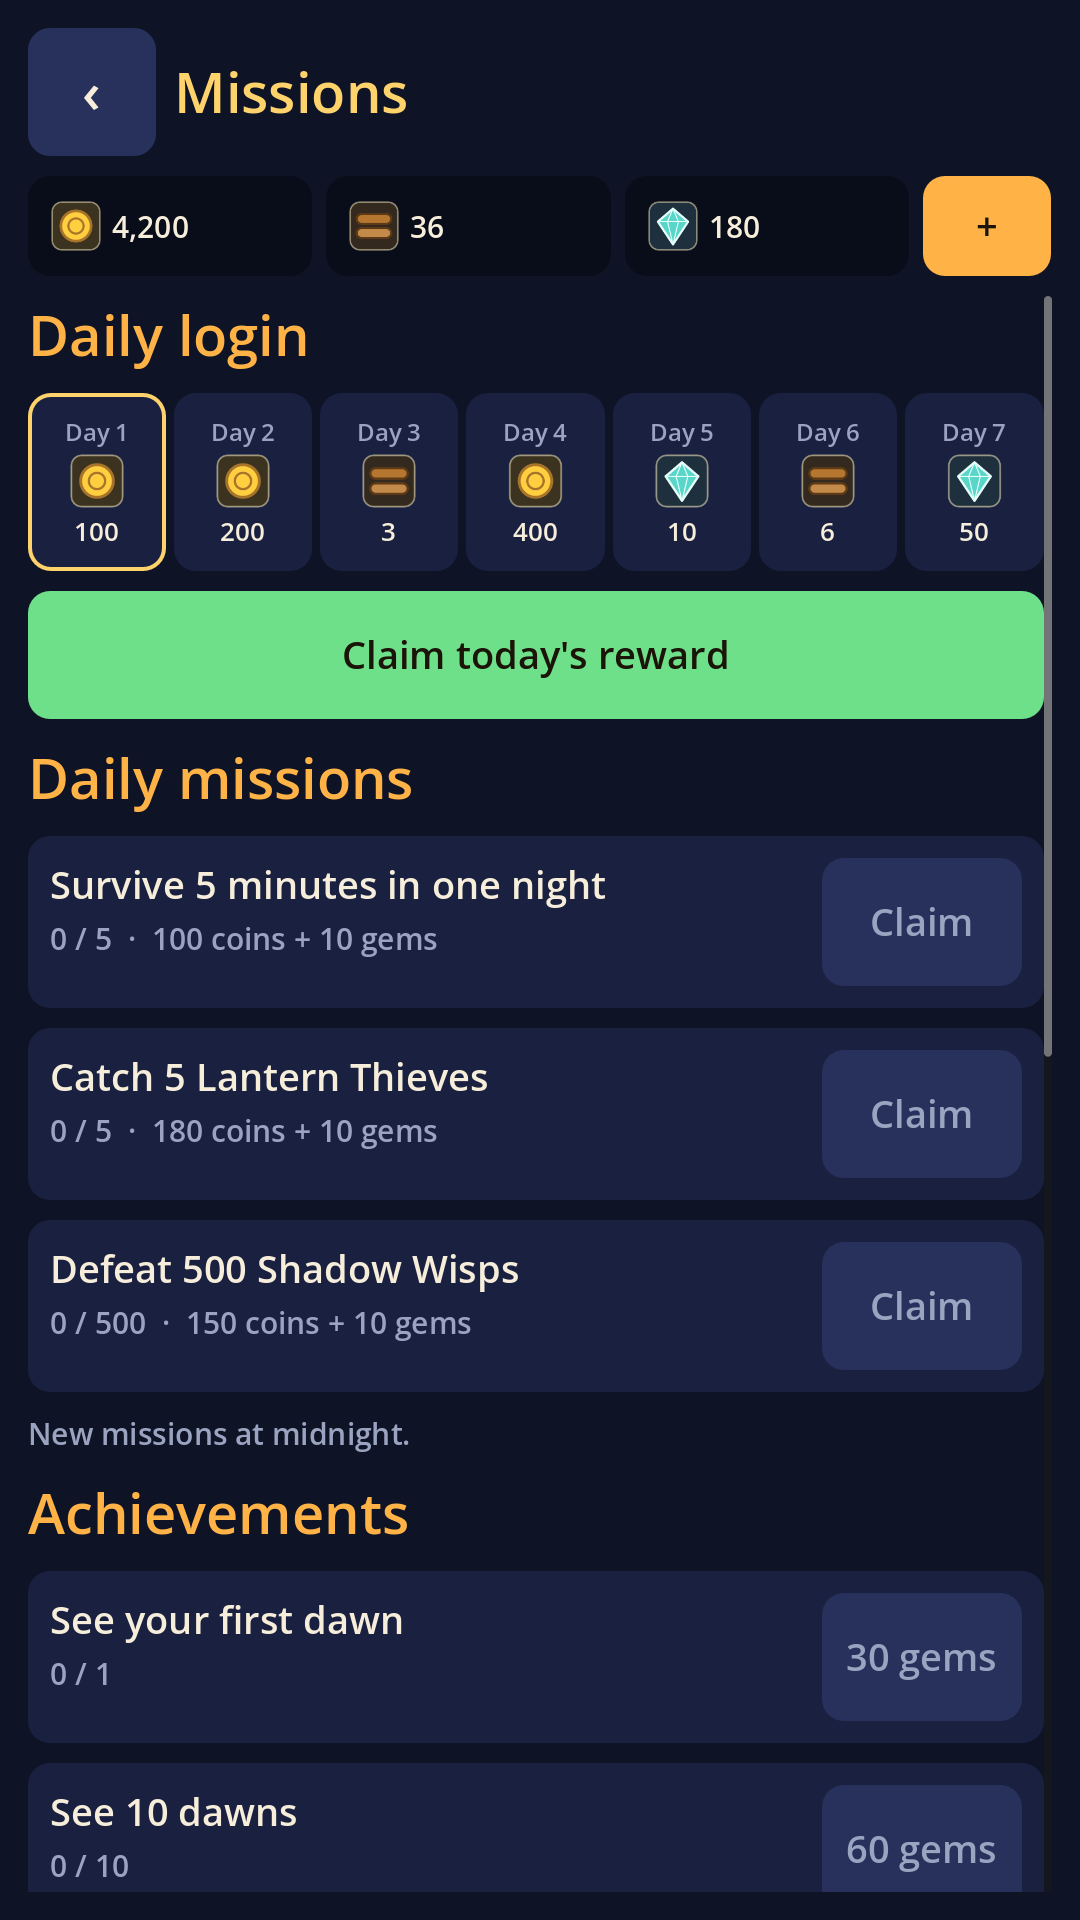 ‹ Missions
4,200 36 180 +
Daily login
Day 1 Day 2 Day 3 Day 4 Day 5 Day 6 Day 7
100 200 3 400 10 6 50
Claim today's reward
Daily missions
Survive 5 minutes in one night
0 / 5 · 100 coins + 10 gems
Claim
Catch 5 Lantern Thieves
0 / 5 · 180 coins + 10 gems
Claim
Defeat 500 Shadow Wisps
0 / 500 · 150 coins + 10 gems
Claim
New missions at midnight.
Achievements
See your first dawn
0 / 1
30 gems
See 10 dawns
0 / 10
60 gems